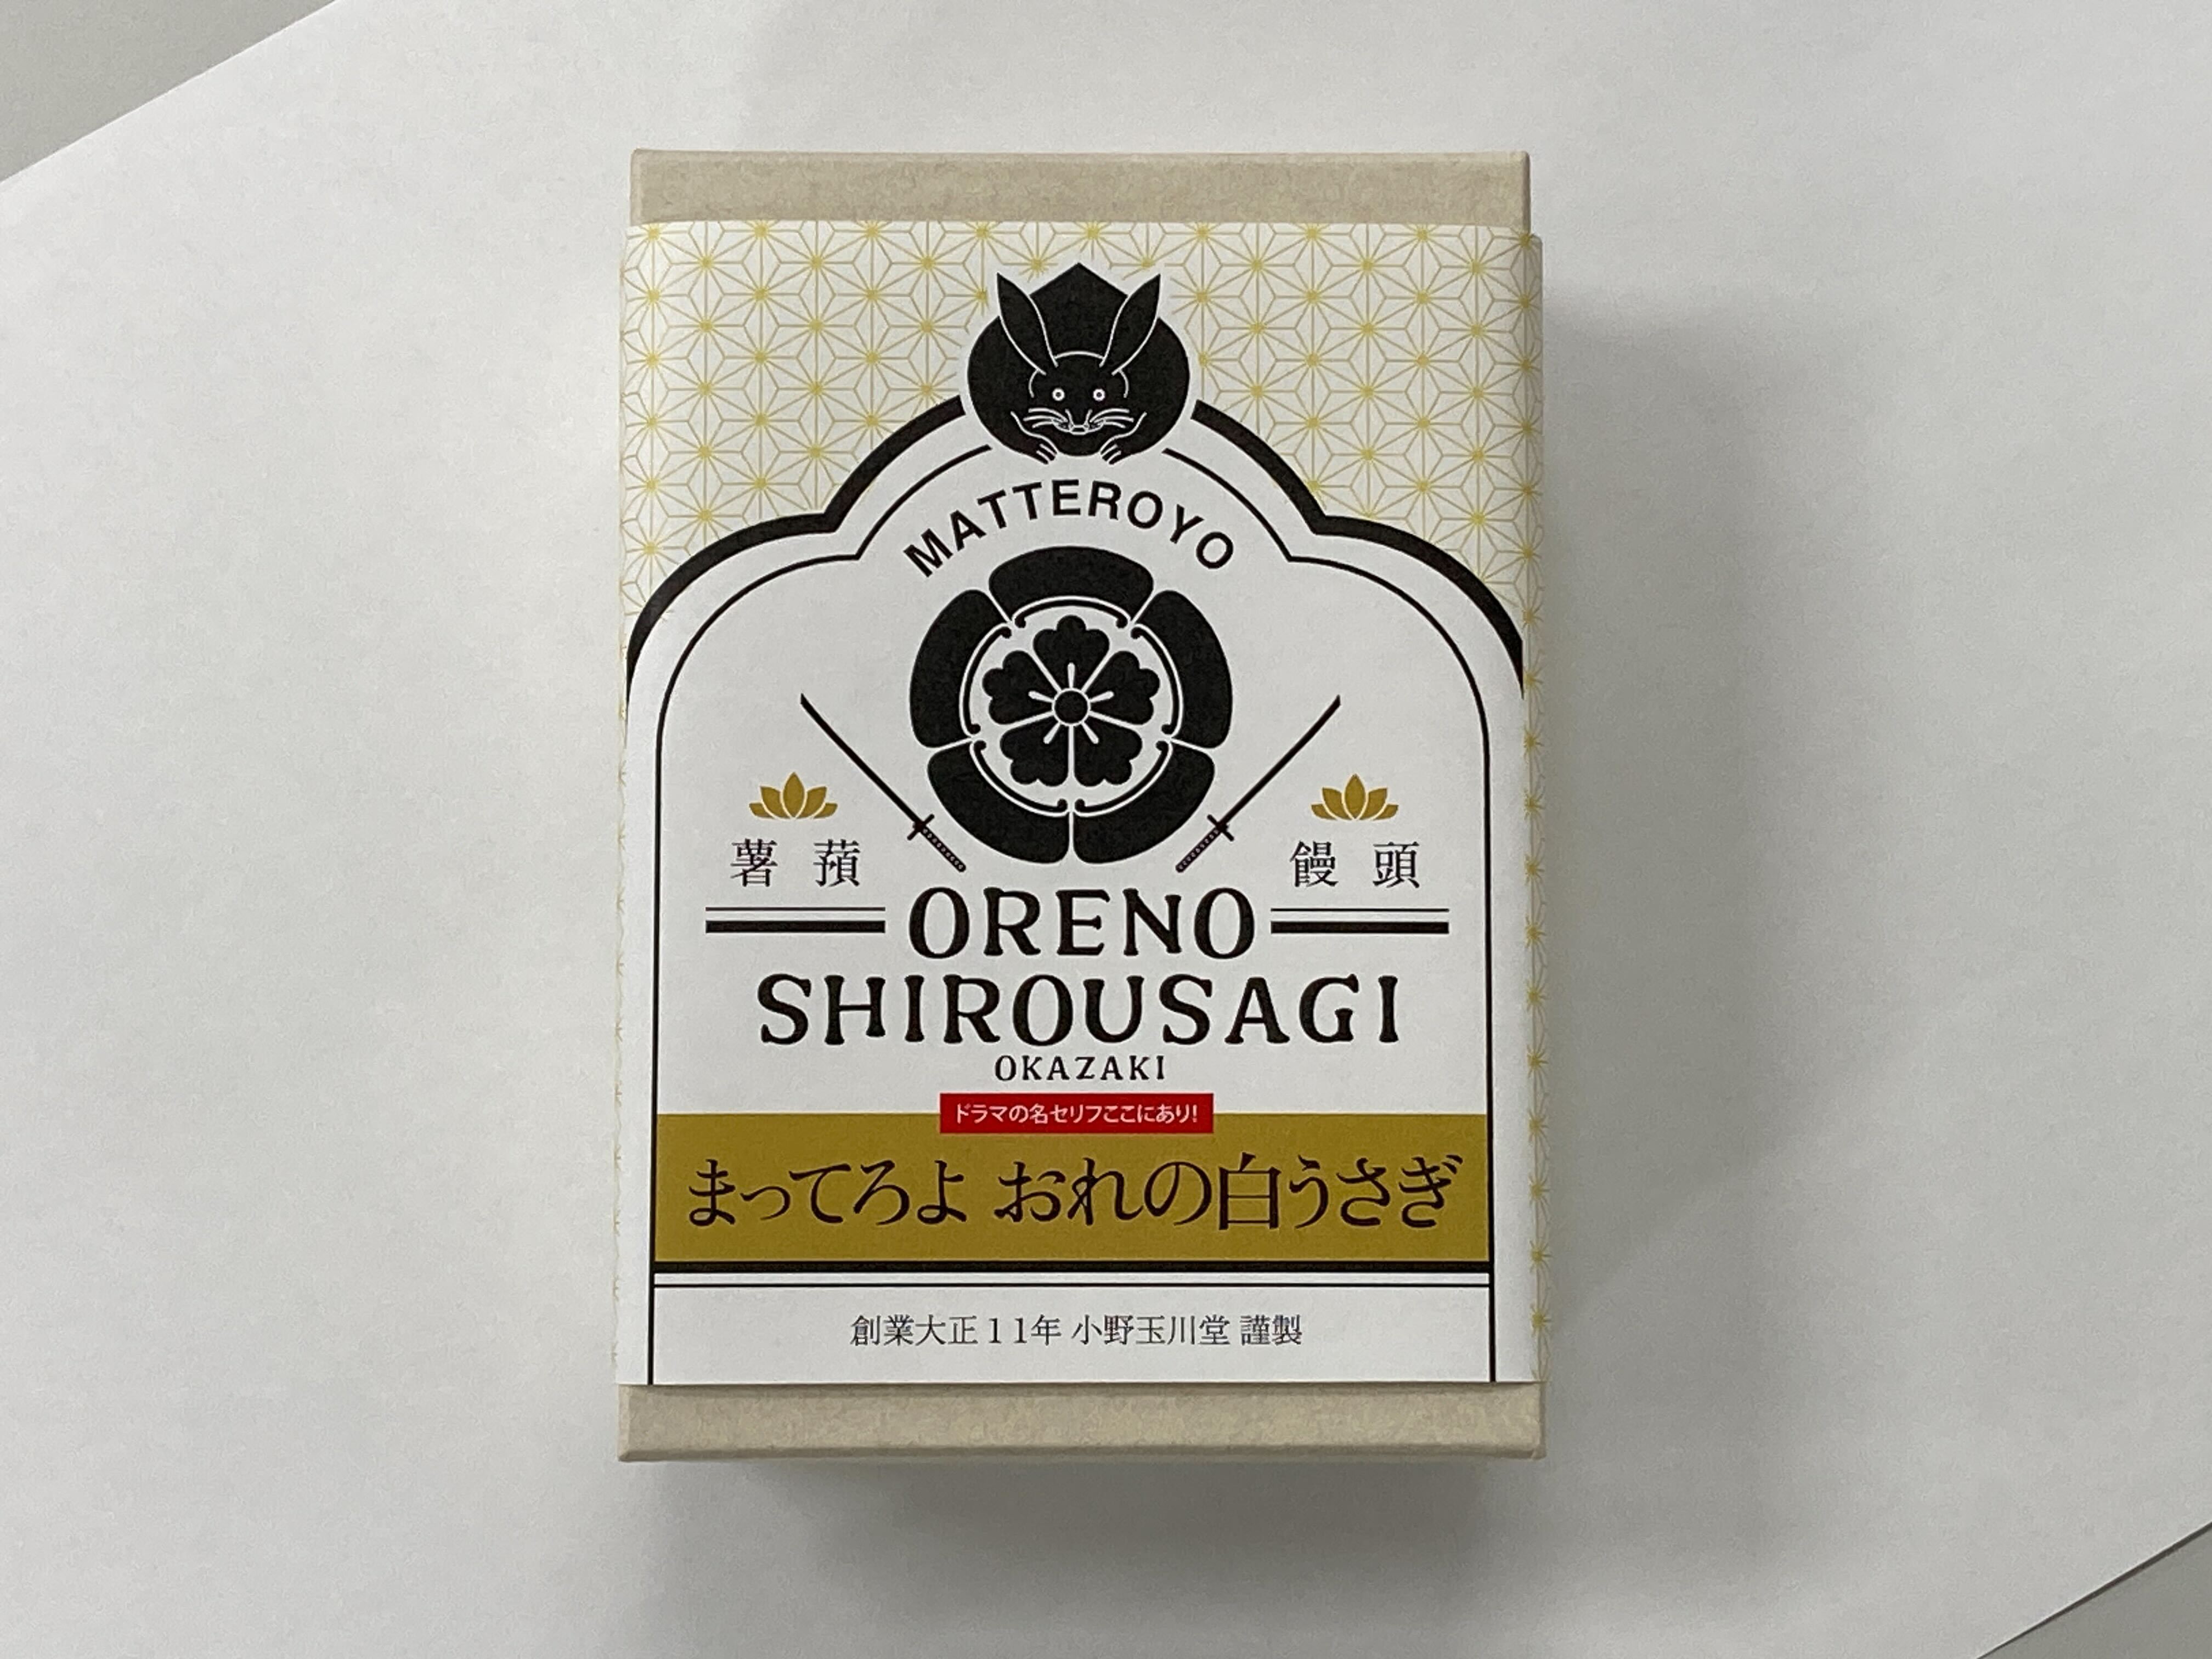 MATTEROYO
薯蕷 饅頭
ORENO
SHIROUSAGI
OKAZAKI
ドラマの名セリフここにあり!
まってろよ おれの白うさぎ
創業大正11年 小野玉川堂 謹製